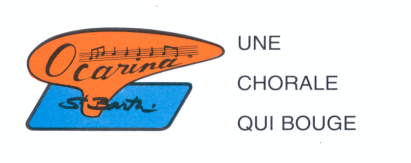 Ocarina
St Barth.
UNE
CHORALE
QUI BOUGE